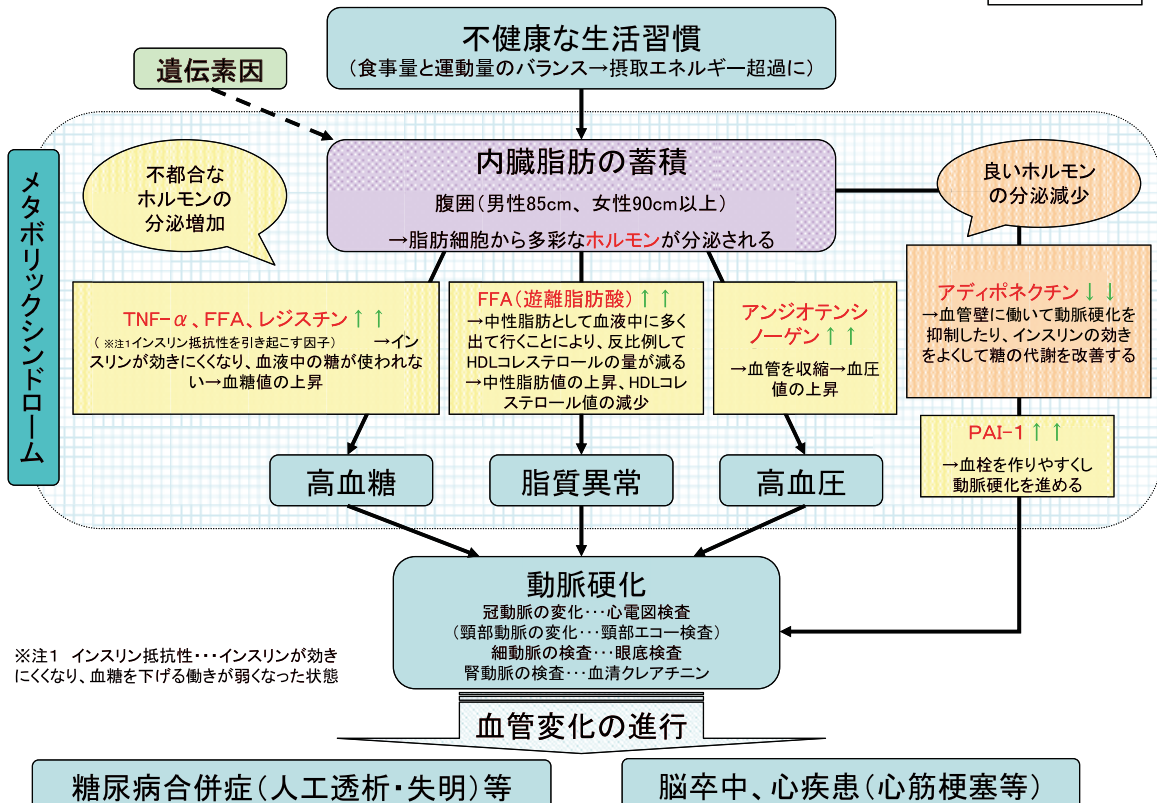 不健康な生活習慣
(食事量と運動量のバランス→摂取エネルギー超過に)
遺伝素因
メタボリックシンドローム
内臓脂肪の蓄積
腹囲(男性85cm、女性90cm以上)
→脂肪細胞から多彩なホルモンが分泌される
不都合な
ホルモンの
分泌増加
良いホルモン
の分泌減少
TNF-α、FFA、レジスチン↑↑
(※注1インスリン抵抗性を引き起こす因子)→イン
スリンが効きにくくなり、血液中の糖が使われな
い→血糖値の上昇
FFA(遊離脂肪酸)↑↑
→中性脂肪として血液中に多く
出て行くことにより、反比例して
HDLコレステロールの量が減る
→中性脂肪値の上昇、HDLコレ
ステロール値の減少
アンジオテンシ
ノーゲン↑↑
→血管を収縮→血圧
値の上昇
アディポネクチン↓↓
→血管壁に働いて動脈硬化を
抑制したり、インスリンの効き
をよくして糖の代謝を改善する
PAI-1↑↑
→血栓を作りやすくし
動脈硬化を進める
高血糖
脂質異常
高血圧
動脈硬化
冠動脈の変化･･･心電図検査
(頸部動脈の変化･･･頸部エコー検査)
細動脈の検査･･･眼底検査
腎動脈の検査･･･血清クレアチニン
※注1 インスリン抵抗性･･･インスリンが効き
にくくなり、血糖を下げる働きが弱くなった状態
血管変化の進行
糖尿病合併症(人工透析・失明)等
脳卒中、心疾患(心筋梗塞等)